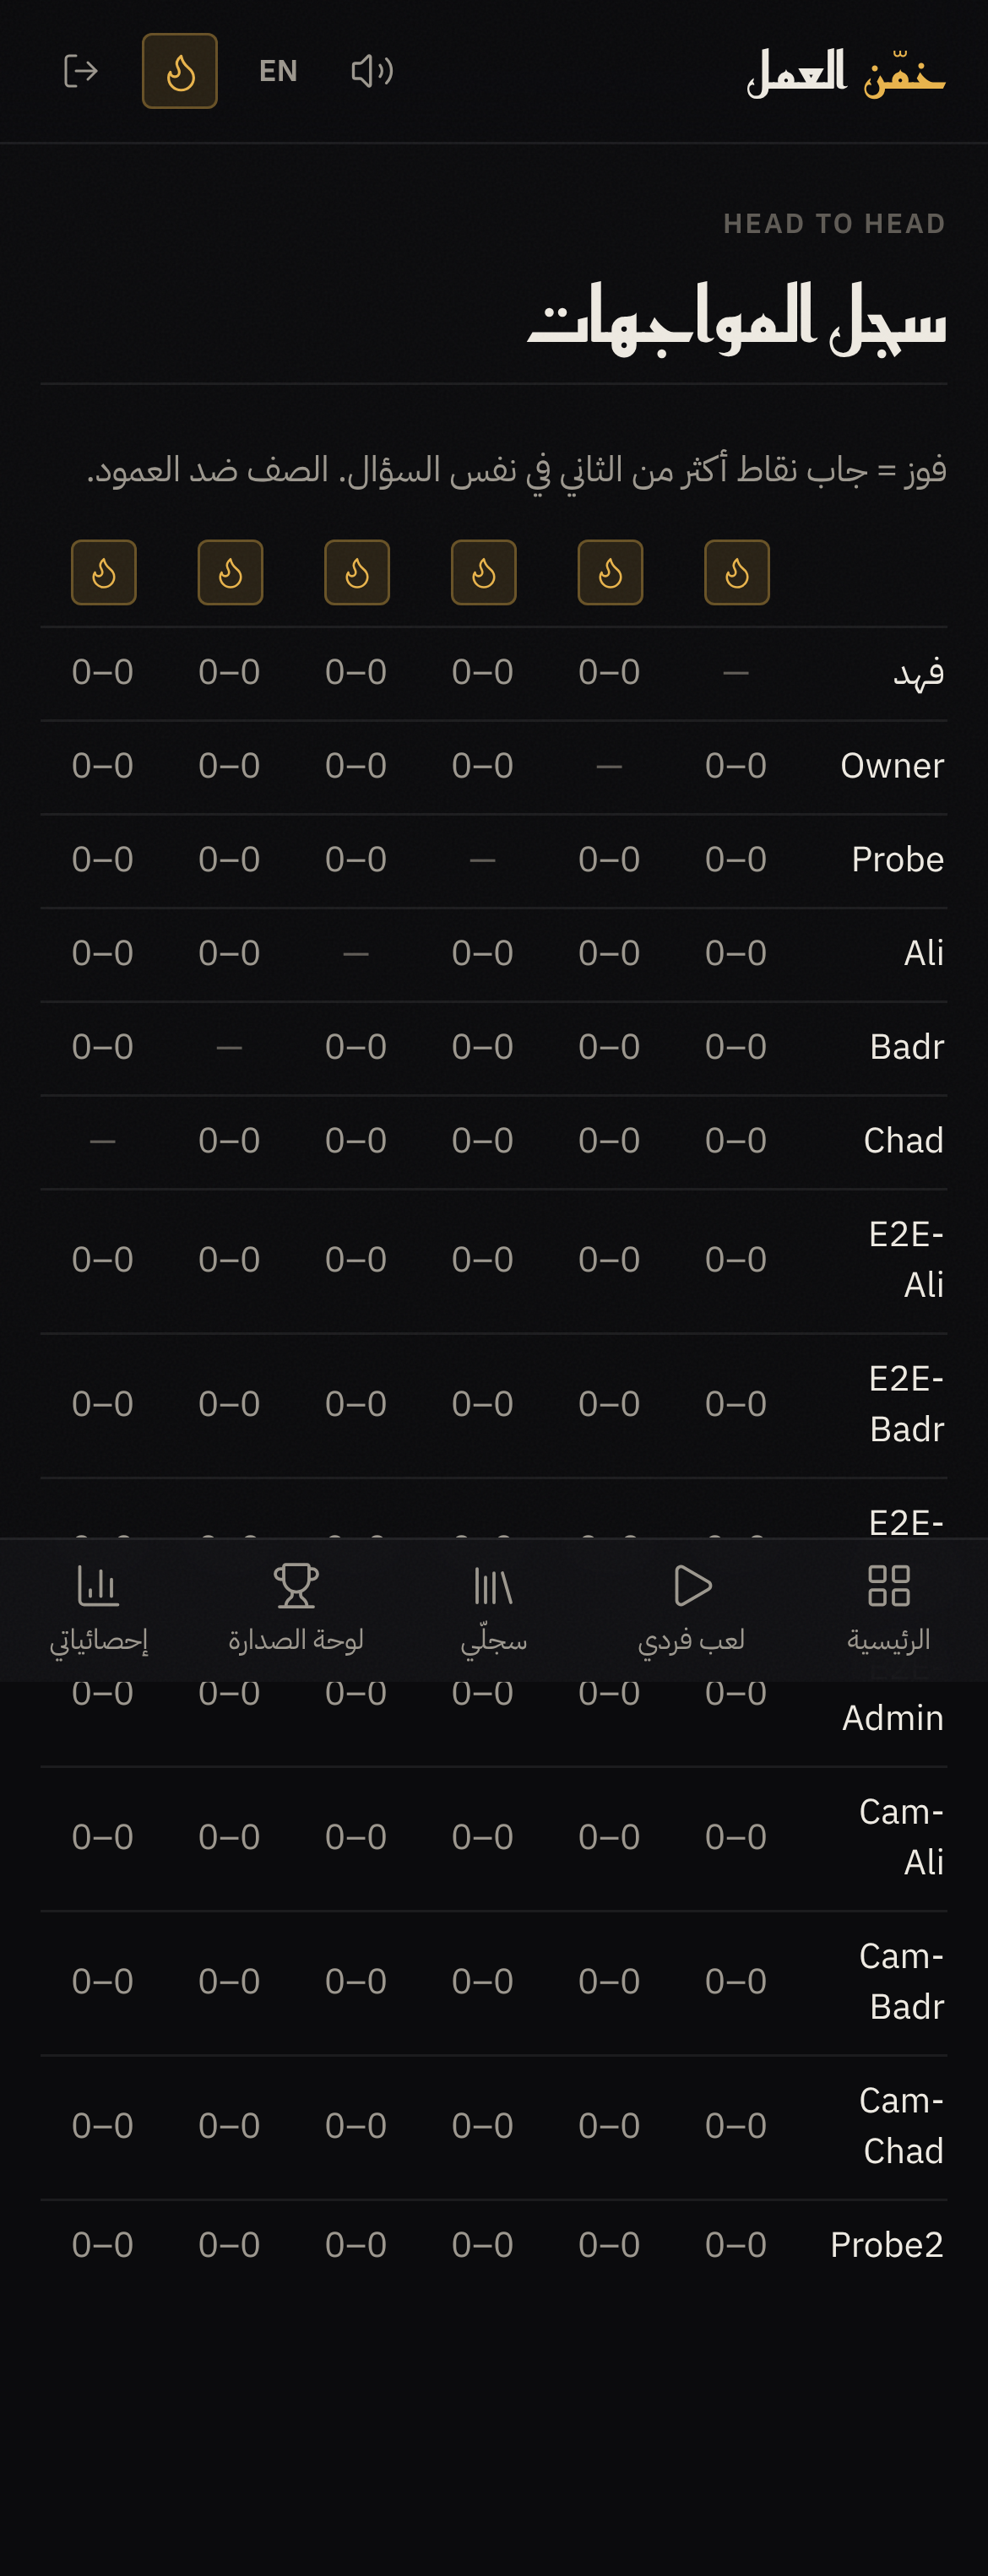 خمّن العمل
EN
HEAD TO HEAD
سجل المواجهات
فوز = جاب نقاط أكثر من الثاني في نفس السؤال. الصف ضد العمود.
فهد — 0–0 0–0 0–0 0–0 0–0
Owner 0–0 — 0–0 0–0 0–0 0–0
Probe 0–0 0–0 — 0–0 0–0 0–0
Ali 0–0 0–0 0–0 — 0–0 0–0
Badr 0–0 0–0 0–0 0–0 — 0–0
Chad 0–0 0–0 0–0 0–0 0–0 —
E2E-
Ali 0–0 0–0 0–0 0–0 0–0 0–0
E2E-
Badr 0–0 0–0 0–0 0–0 0–0 0–0
E2E-
الرئيسية لعب فردي سجلّي لوحة الصدارة إحصائياتي
0–0 0–0 0–0 0–0 0–0 0–0
Admin
Cam-
Ali 0–0 0–0 0–0 0–0 0–0 0–0
Cam-
Badr 0–0 0–0 0–0 0–0 0–0 0–0
Cam-
Chad 0–0 0–0 0–0 0–0 0–0 0–0
Probe2 0–0 0–0 0–0 0–0 0–0 0–0